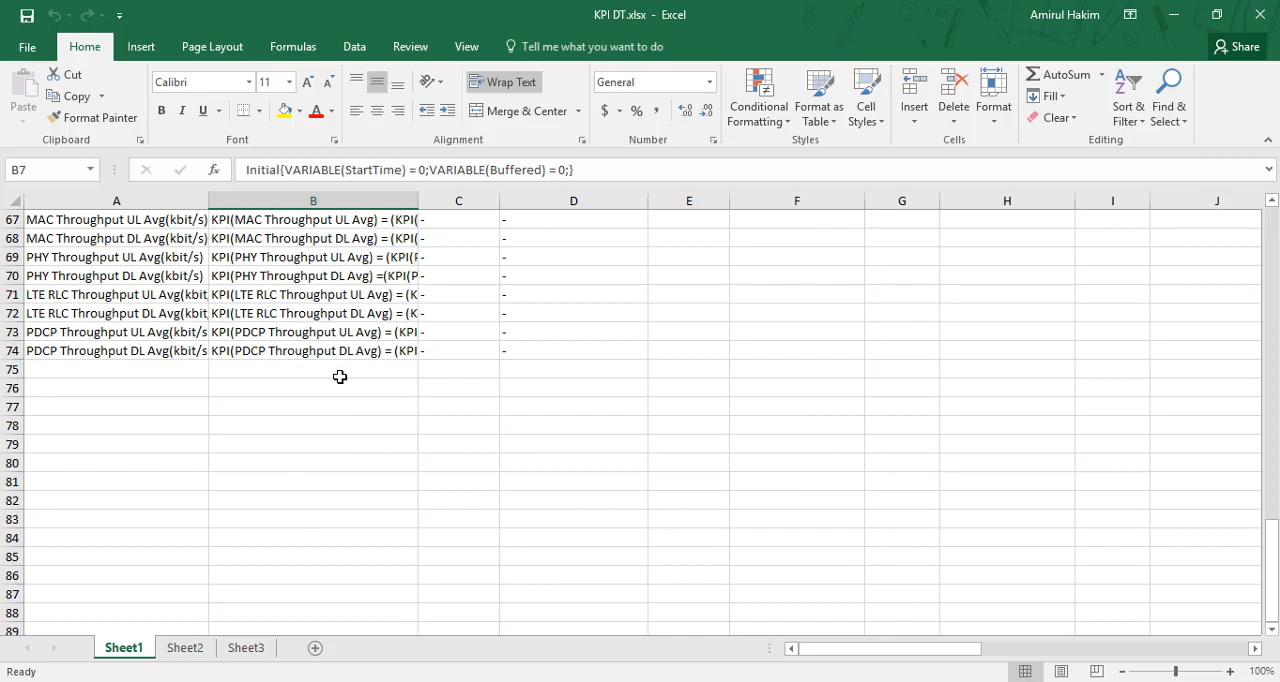 KPI DT.xlsx - Excel
Amirul Hakim
File Home Insert Page Layout Formulas Data Review View Tell me what you want to do Share
Paste
Cut
Copy
Format Painter
Clipboard
Calibri 11
B I U A
Font
Wrap Text
Merge & Center
Alignment
General
$ % ,
Number
Conditional Formatting
Format as Table
Cell Styles
Styles
Insert
Delete
Format
Cells
AutoSum
Fill
Clear
Sort & Filter
Find & Select
Editing
B7 fx Initial{VARIABLE(StartTime) = 0;VARIABLE(Buffered) = 0;}
A B C D E F G H I J
67 MAC Throughput UL Avg(kbit/s) KPI(MAC Throughput UL Avg) = (KPI( - -
68 MAC Throughput DL Avg(kbit/s) KPI(MAC Throughput DL Avg) = (KPI( - -
69 PHY Throughput UL Avg(kbit/s) KPI(PHY Throughput UL Avg) = (KPI(F - -
70 PHY Throughput DL Avg(kbit/s) KPI(PHY Throughput DL Avg) =(KPI(P - -
71 LTE RLC Throughput UL Avg(kbit, KPI(LTE RLC Throughput UL Avg) = (K - -
72 LTE RLC Throughput DL Avg(kbit, KPI(LTE RLC Throughput DL Avg) = (K - -
73 PDCP Throughput UL Avg(kbit/s KPI(PDCP Throughput UL Avg) = (KPI - -
74 PDCP Throughput DL Avg(kbit/s KPI(PDCP Throughput DL Avg) = (KPI - -
75
76
77
78
79
80
81
82
83
84
85
86
87
88
89
Sheet1 Sheet2 Sheet3
Ready 100%